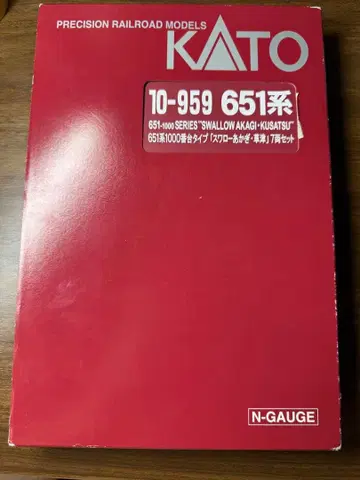 PRECISION RAILROAD MODELS
KATO
10-959 651系
651-1000 SERIES "SWALLOW AKAGI・KUSATSU"
651系1000番台タイプ「スワローあかぎ・草津」7両セット
N-GAUGE